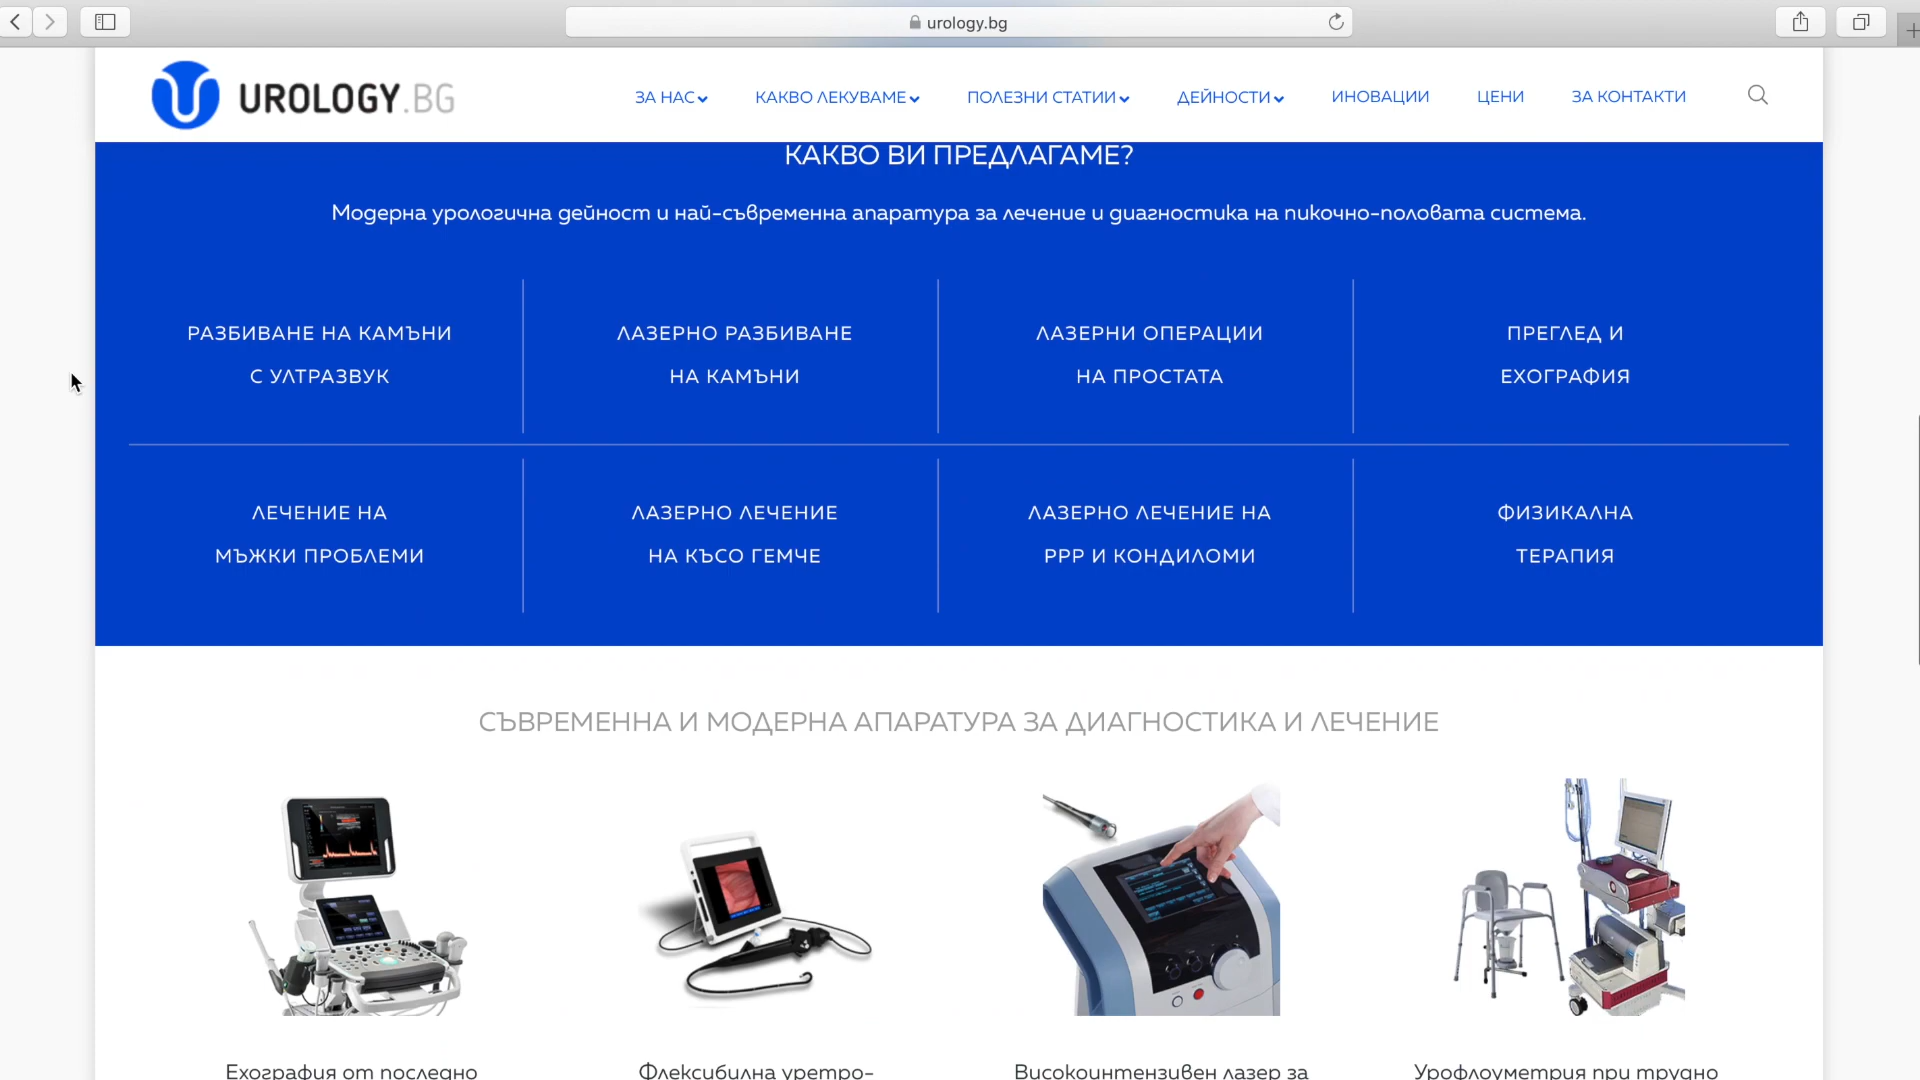 urology.bg
UROLOGY.BG
ЗА НАС
КАКВО ЛЕКУВАМЕ
ПОЛЕЗНИ СТАТИИ
ДЕЙНОСТИ
ИНОВАЦИИ
ЦЕНИ
ЗА КОНТАКТИ
КАКВО ВИ ПРЕДЛАГАМЕ?
Модерна урологична дейност и най-съвременна апаратура за лечение и диагностика на пикочно-половата система.
РАЗБИВАНЕ НА КАМЪНИ
С УЛТРАЗВУК
ЛАЗЕРНО РАЗБИВАНЕ
НА КАМЪНИ
ЛАЗЕРНИ ОПЕРАЦИИ
НА ПРОСТАТА
ПРЕГЛЕД И
ЕХОГРАФИЯ
ЛЕЧЕНИЕ НА
МЪЖКИ ПРОБЛЕМИ
ЛАЗЕРНО ЛЕЧЕНИЕ
НА КЪСО ГЕМЧЕ
ЛАЗЕРНО ЛЕЧЕНИЕ НА
PPP И КОНДИЛОМИ
ФИЗИКАЛНА
ТЕРАПИЯ
СЪВРЕМЕННА И МОДЕРНА АПАРАТУРА ЗА ДИАГНОСТИКА И ЛЕЧЕНИЕ
Ехография от последно
Флексибилна уретро-
Високоинтензивен лазер за
Урофлоуметрия при трудно